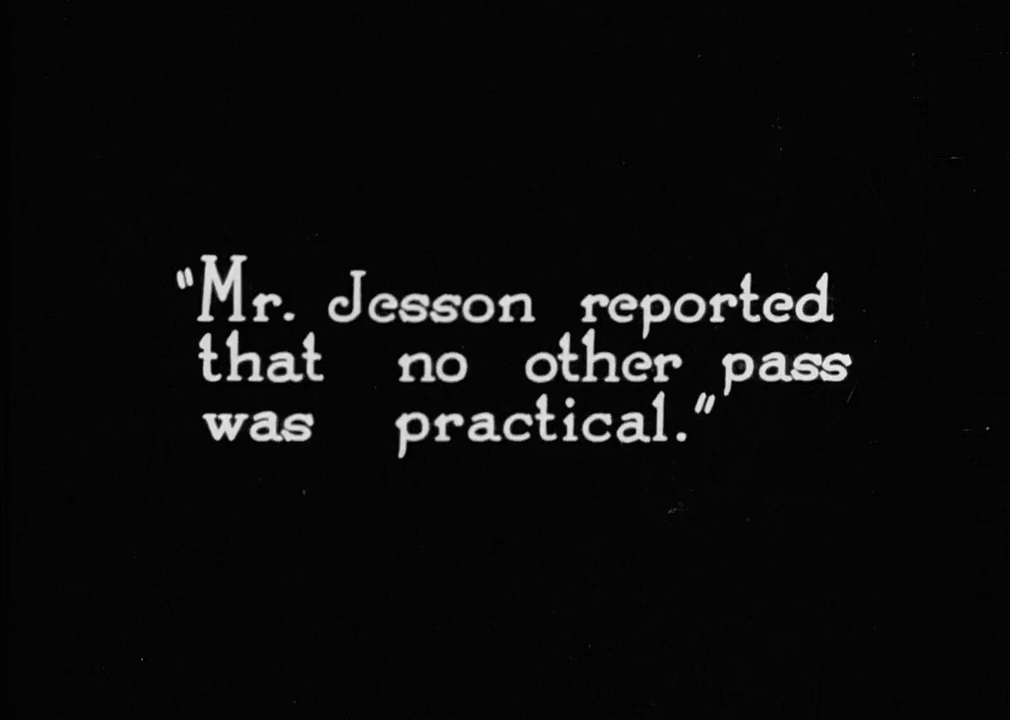 "Mr. Jesson reported
that no other pass
was practical."